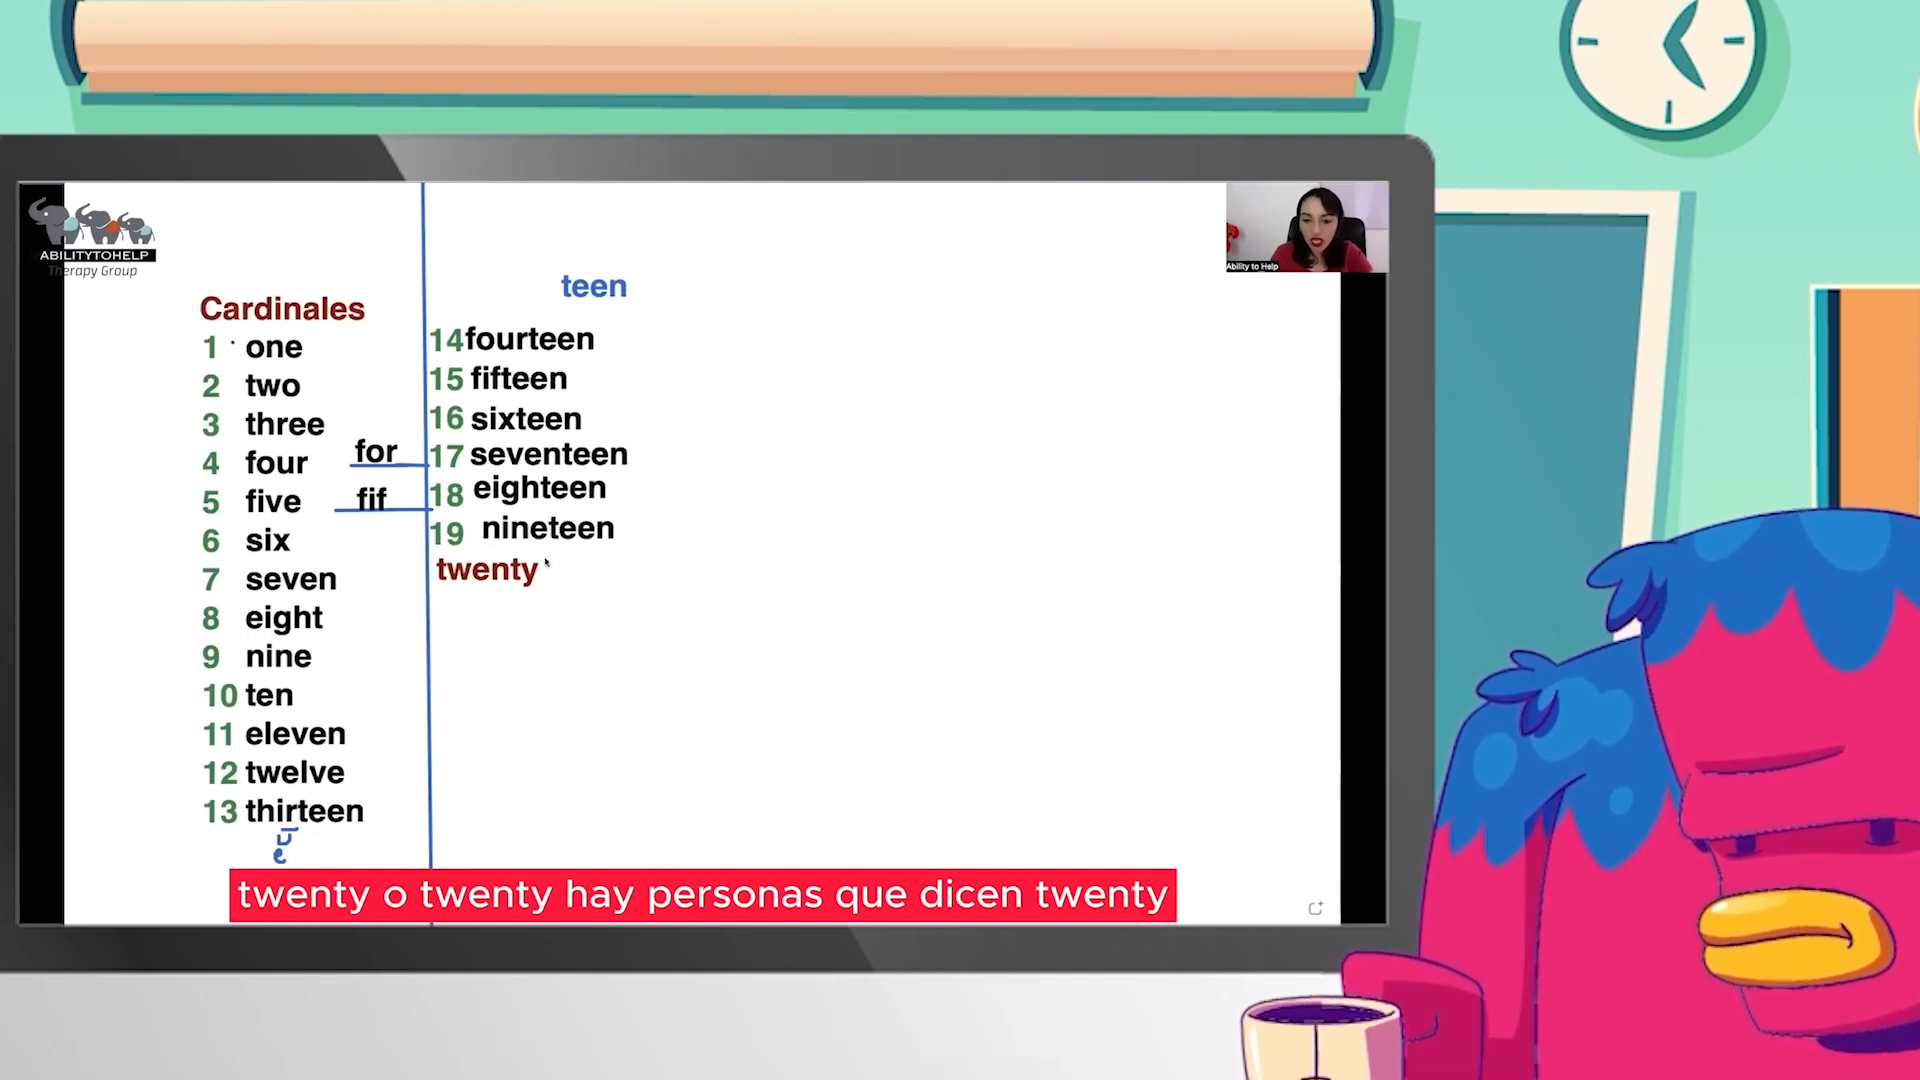 ABILITYTOHELP
Therapy Group
Ability to Help
teen
Cardinales
1 one
2 two
3 three
4 four for
5 five fif
6 six
7 seven
8 eight
9 nine
10 ten
11 eleven
12 twelve
13 thirteen
14 fourteen
15 fifteen
16 sixteen
17 seventeen
18 eighteen
19 nineteen
twenty
twenty o twenty hay personas que dicen twenty